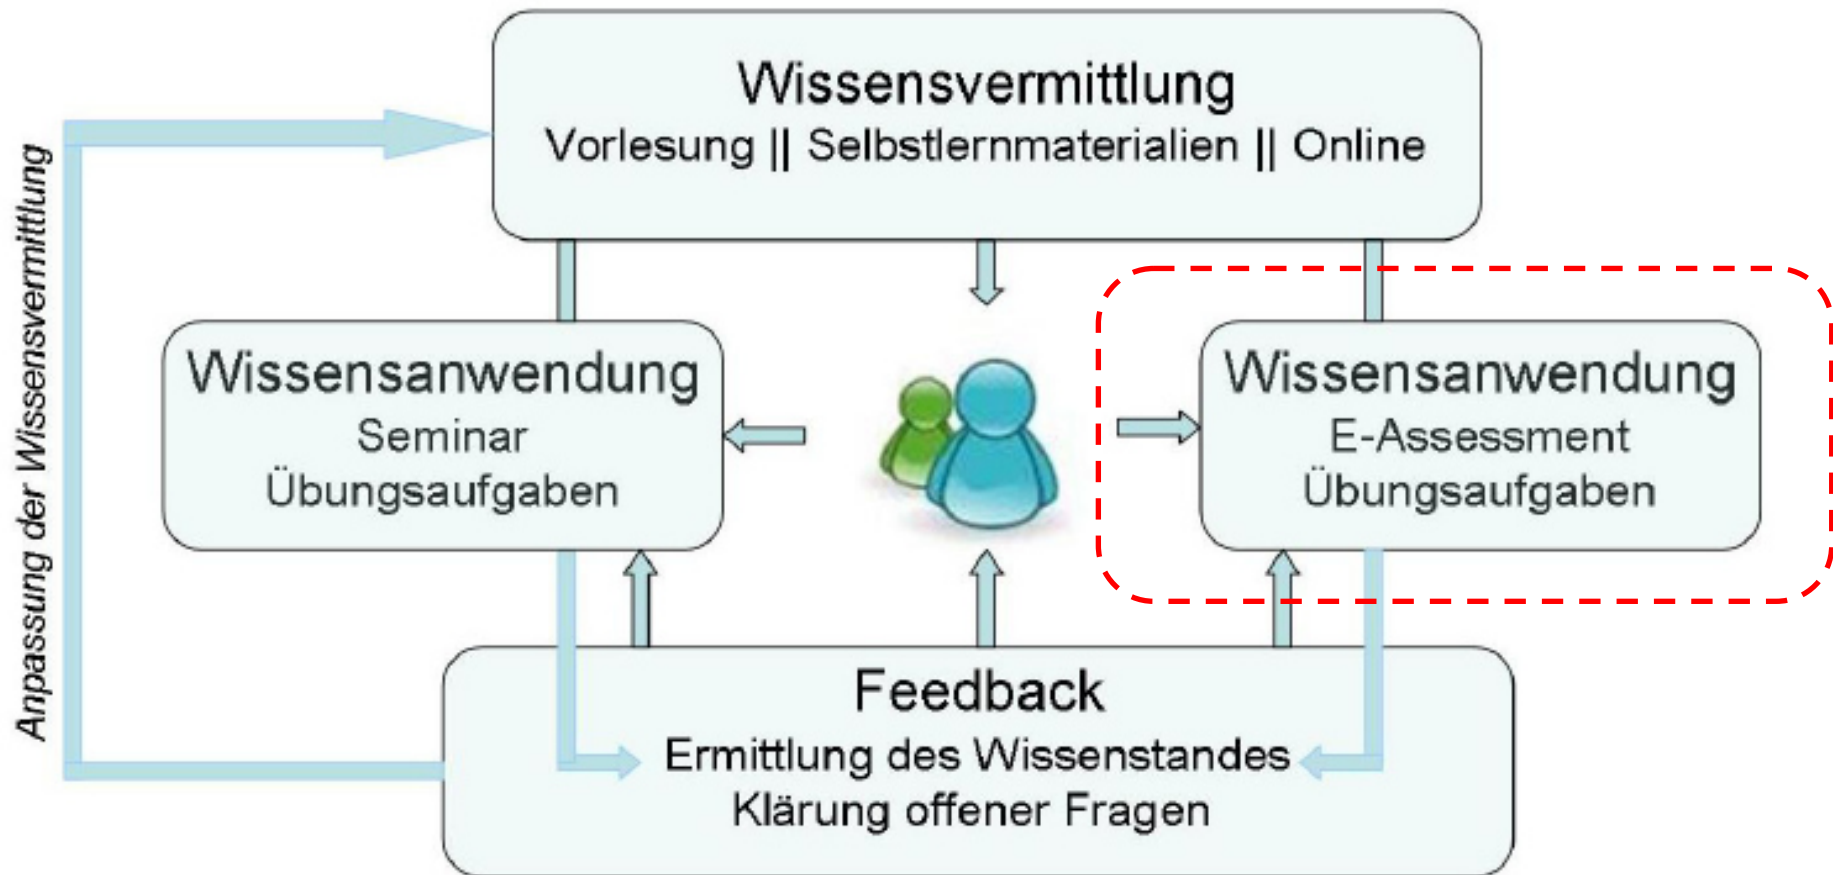 Wissensvermittlung
Vorlesung || Selbstlernmaterialien || Online
Anpassung der Wissensvermittlung
Wissensanwendung
Seminar
Übungsaufgaben
Wissensanwendung
E-Assessment
Übungsaufgaben
Feedback
Ermittlung des Wissenstandes
Klärung offener Fragen